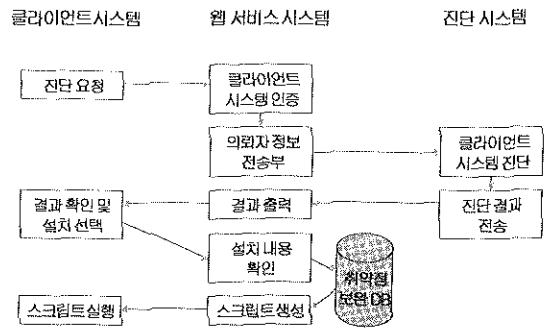 클라이언트시스템 웹 서비스 시스템 진단 시스템
진단 요청
클라이언트
시스템 인증
의뢰자 정보
전송부
클라이언트
시스템 진단
결과 확인 및
설치 선택
결과 출력
진단 결과
전송
설치 내용
확인
취약점
보완 DB
스크립트 실행
스크립트 생성